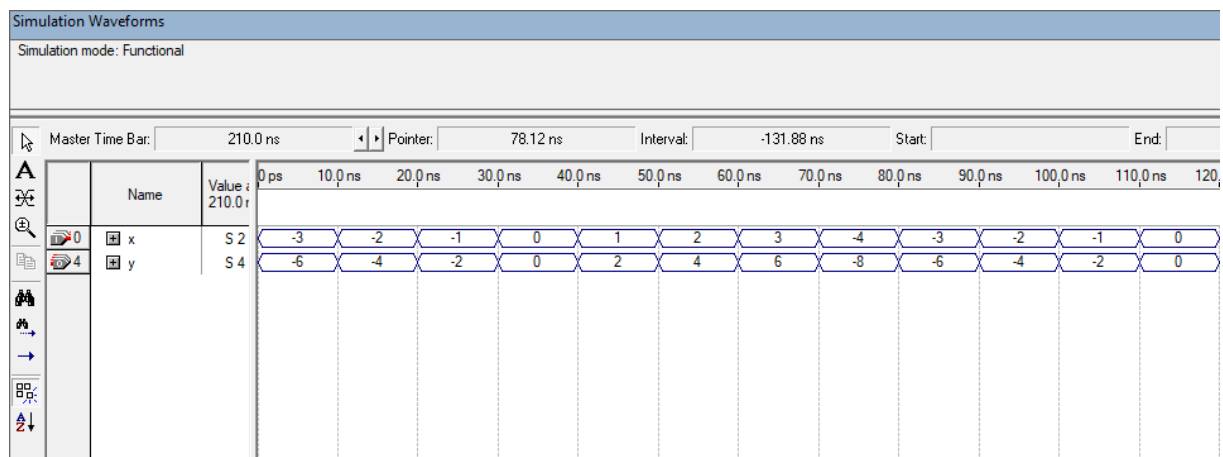 Simulation Waveforms
Simulation mode: Functional
Master Time Bar: 210.0 ns Pointer: 78.12 ns Interval: -131.88 ns Start: End:
A
Name Value a 0 ps 10.0 ns 20.0 ns 30.0 ns 40.0 ns 50.0 ns 60.0 ns 70.0 ns 80.0 ns 90.0 ns 100.0 ns 110.0 ns 120.
210.0 r
0 x S 2 -3 -2 -1 0 1 2 3 -4 -3 -2 -1 0
4 y S 4 -6 -4 -2 0 2 4 6 -8 -6 -4 -2 0
A
Z